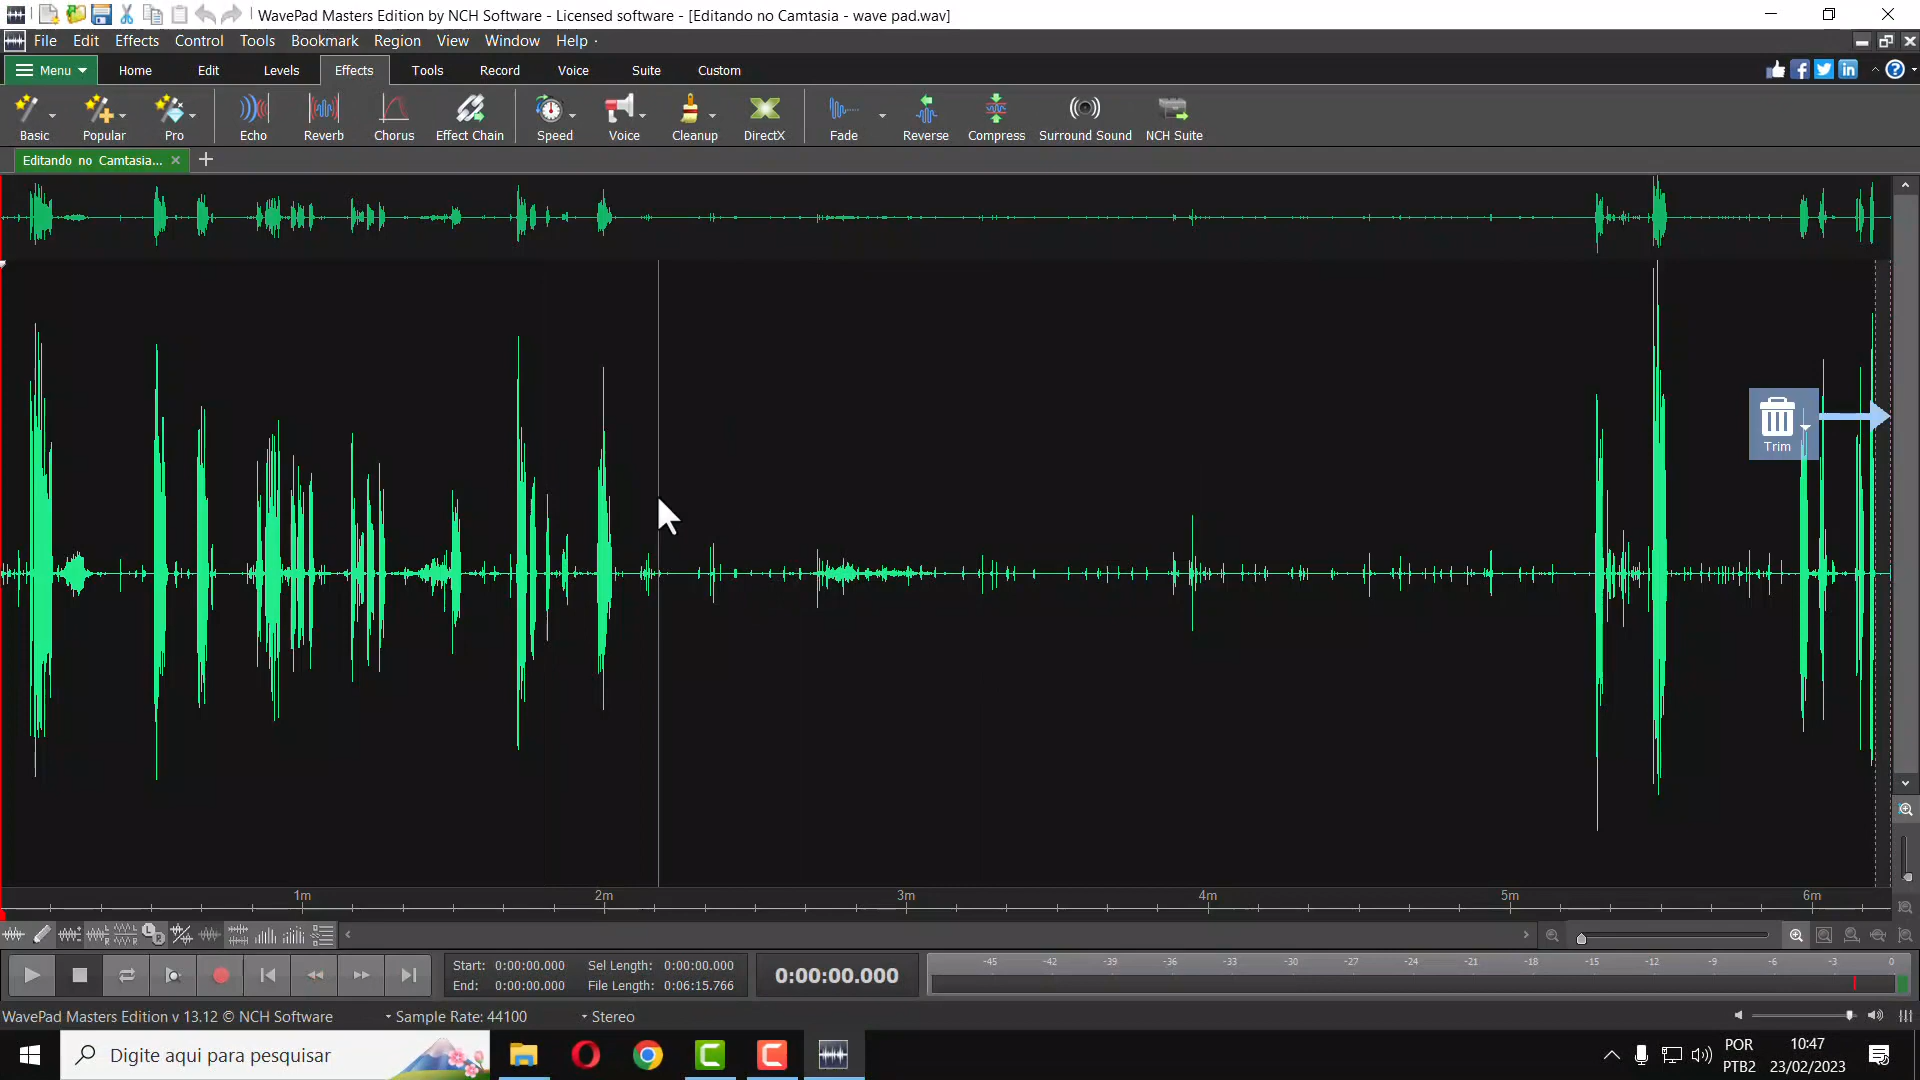 WavePad Masters Edition by NCH Software - Licensed software - [Editando no Camtasia - wave pad.wav]
File Edit Effects Control Tools Bookmark Region View Window Help
Menu Home Edit Levels Effects Tools Record Voice Suite Custom
Basic Popular Pro Echo Reverb Chorus Effect Chain Speed Voice Cleanup DirectX Fade Reverse Compress Surround Sound NCH Suite
Editando no Camtasia...
Trim
1m 2m 3m 4m 5m 6m
Start: 0:00:00.000 Sel Length: 0:00:00.000
End: 0:00:00.000 File Length: 0:06:15.766
0:00:00.000
-45 -42 -39 -36 -33 -30 -27 -24 -21 -18 -15 -12 -9 -6 -3 0
WavePad Masters Edition v 13.12 © NCH Software Sample Rate: 44100 Stereo
Digite aqui para pesquisar
POR
PTB2
10:47
23/02/2023